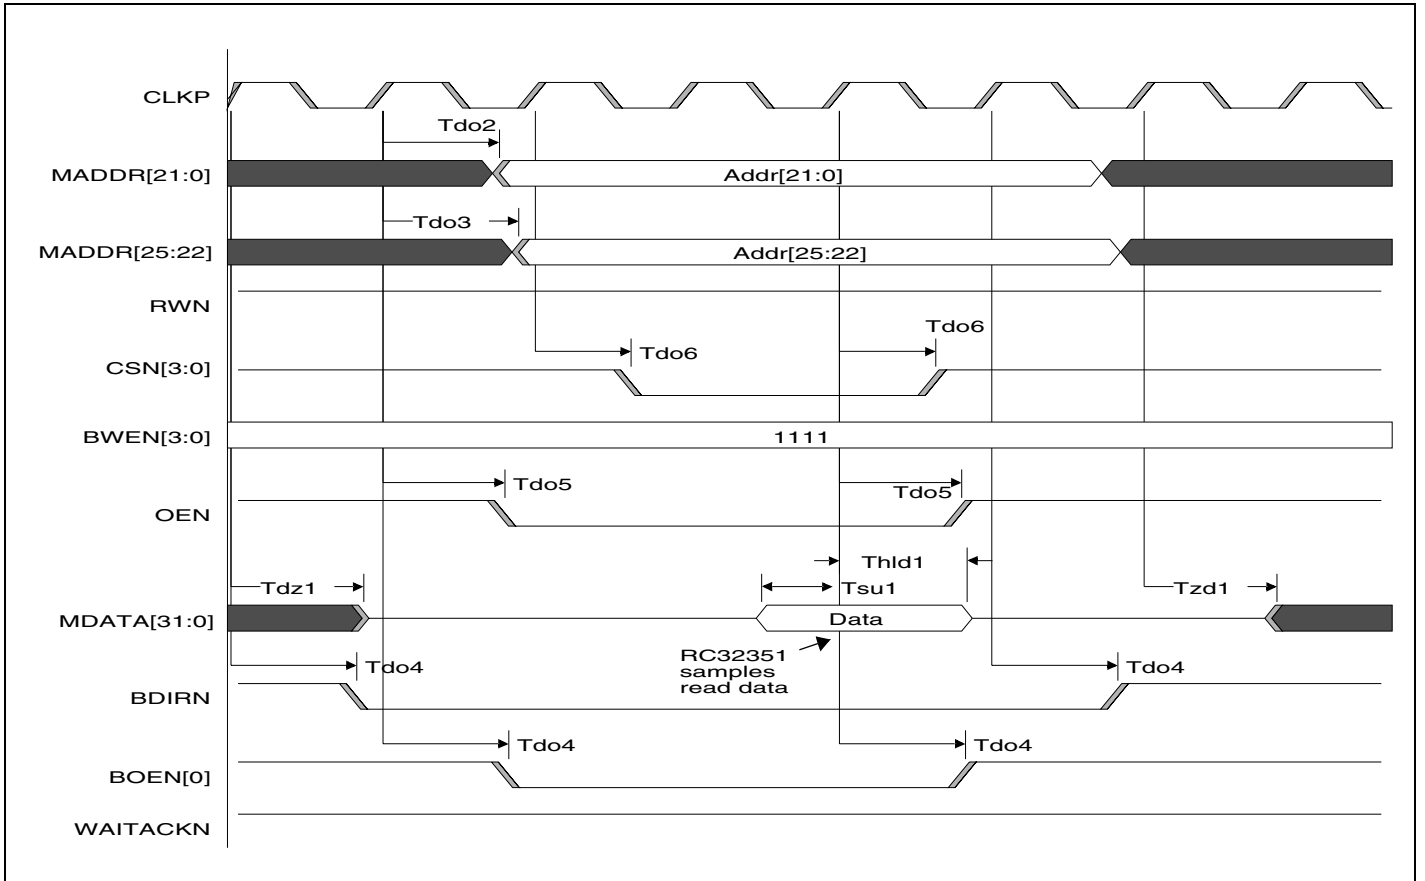 CLKP
Tdo2
MADDR[21:0]
Addr[21:0]
Tdo3
MADDR[25:22]
Addr[25:22]
RWN
Tdo6
Tdo6
CSN[3:0]
BWEN[3:0]
1111
Tdo5
Tdo5
OEN
Thld1
Tdz1
Tsu1
Tzd1
MDATA[31:0]
Data
RC32351
samples
read data
Tdo4
Tdo4
BDIRN
Tdo4
Tdo4
BOEN[0]
WAITACKN